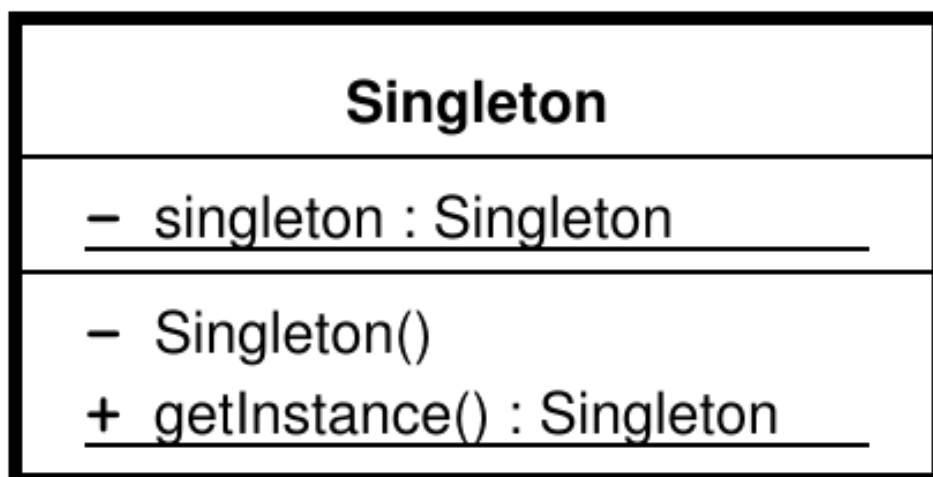 Singleton
– singleton : Singleton
– Singleton()
+ getInstance() : Singleton